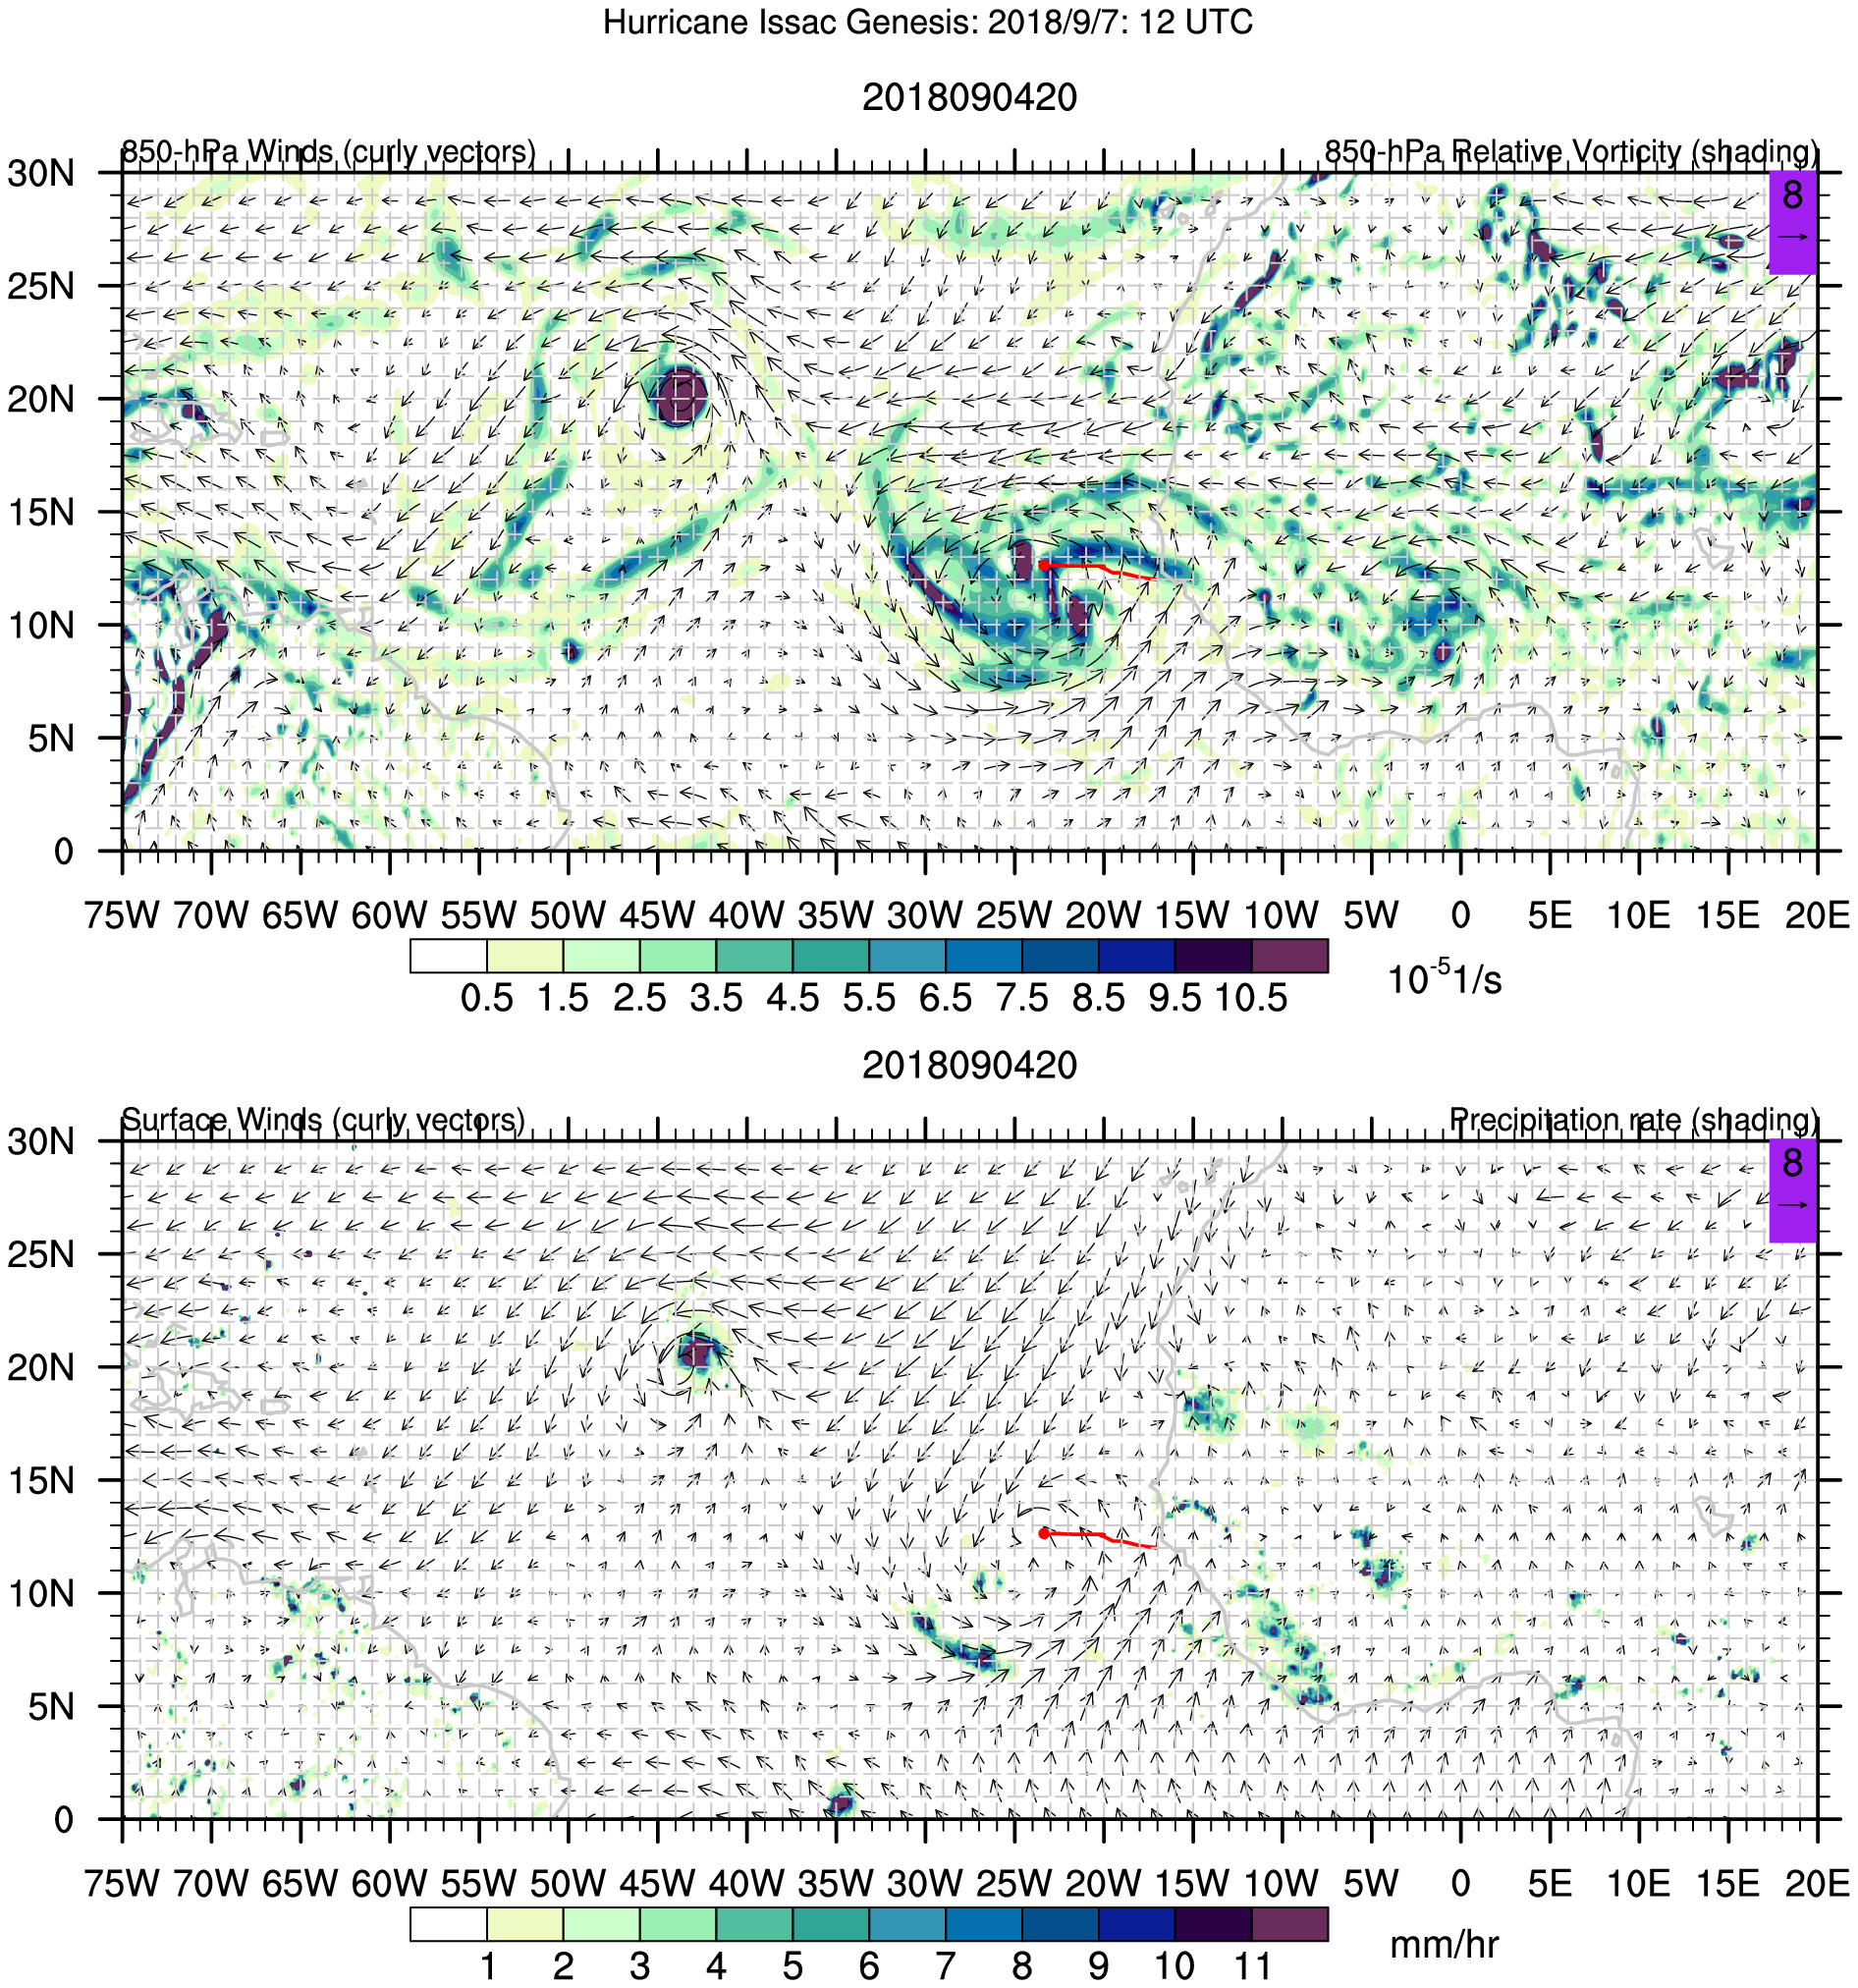 Hurricane Issac Genesis: 2018/9/7: 12 UTC
2018090420
850-hPa Winds (curly vectors) 850-hPa Relative Vorticity (shading)
30N
8
25N
20N
15N
10N
5N
0
75W 70W 65W 60W 55W 50W 45W 40W 35W 30W 25W 20W 15W 10W 5W 0 5E 10E 15E 20E
0.5 1.5 2.5 3.5 4.5 5.5 6.5 7.5 8.5 9.5 10.5 10⁻⁵1/s
2018090420
Surface Winds (curly vectors) Precipitation rate (shading)
30N
8
25N
20N
15N
10N
5N
0
75W 70W 65W 60W 55W 50W 45W 40W 35W 30W 25W 20W 15W 10W 5W 0 5E 10E 15E 20E
1 2 3 4 5 6 7 8 9 10 11 mm/hr